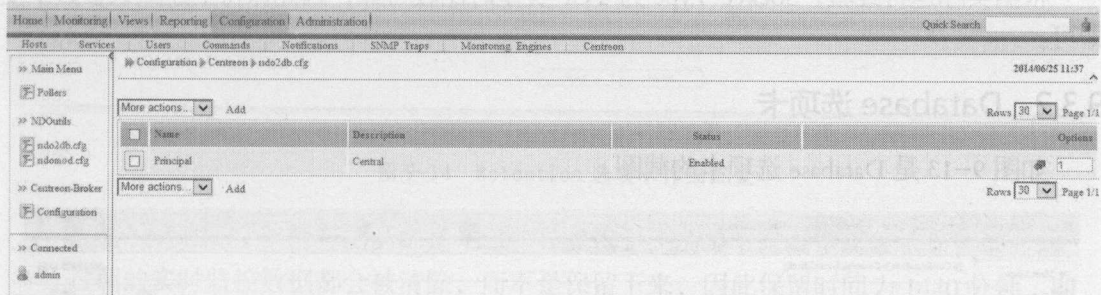 Home Monitoring Views Reporting Configuration Administration
Quick Search
Hosts Services Users Commands Notifications SNMP Traps Monitoring Engines Centreon
Configuration Centreon ndo2db.cfg
2014/06/25 11:37
Main Menu
Pollers
NDOutils
ndo2db.cfg
ndomod.cfg
Centreon-Broker
Configuration
Connected
admin
More actions... Add
Rows 30 Page 1/1
Name Description Status Options
Principal Central Enabled 1
More actions... Add
Rows 30 Page 1/1